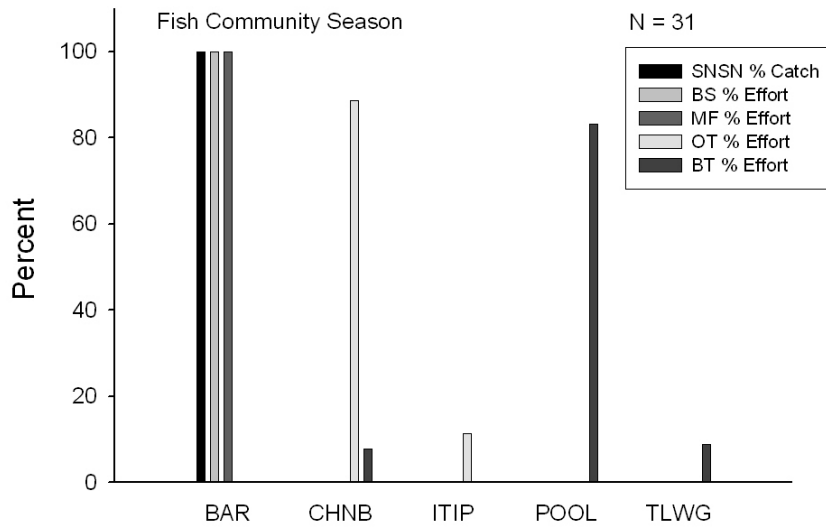 Fish Community Season
N = 31
SNSN % Catch
BS % Effort
MF % Effort
OT % Effort
BT % Effort
Percent
100
80
60
40
20
0
BAR CHNB ITIP POOL TLWG